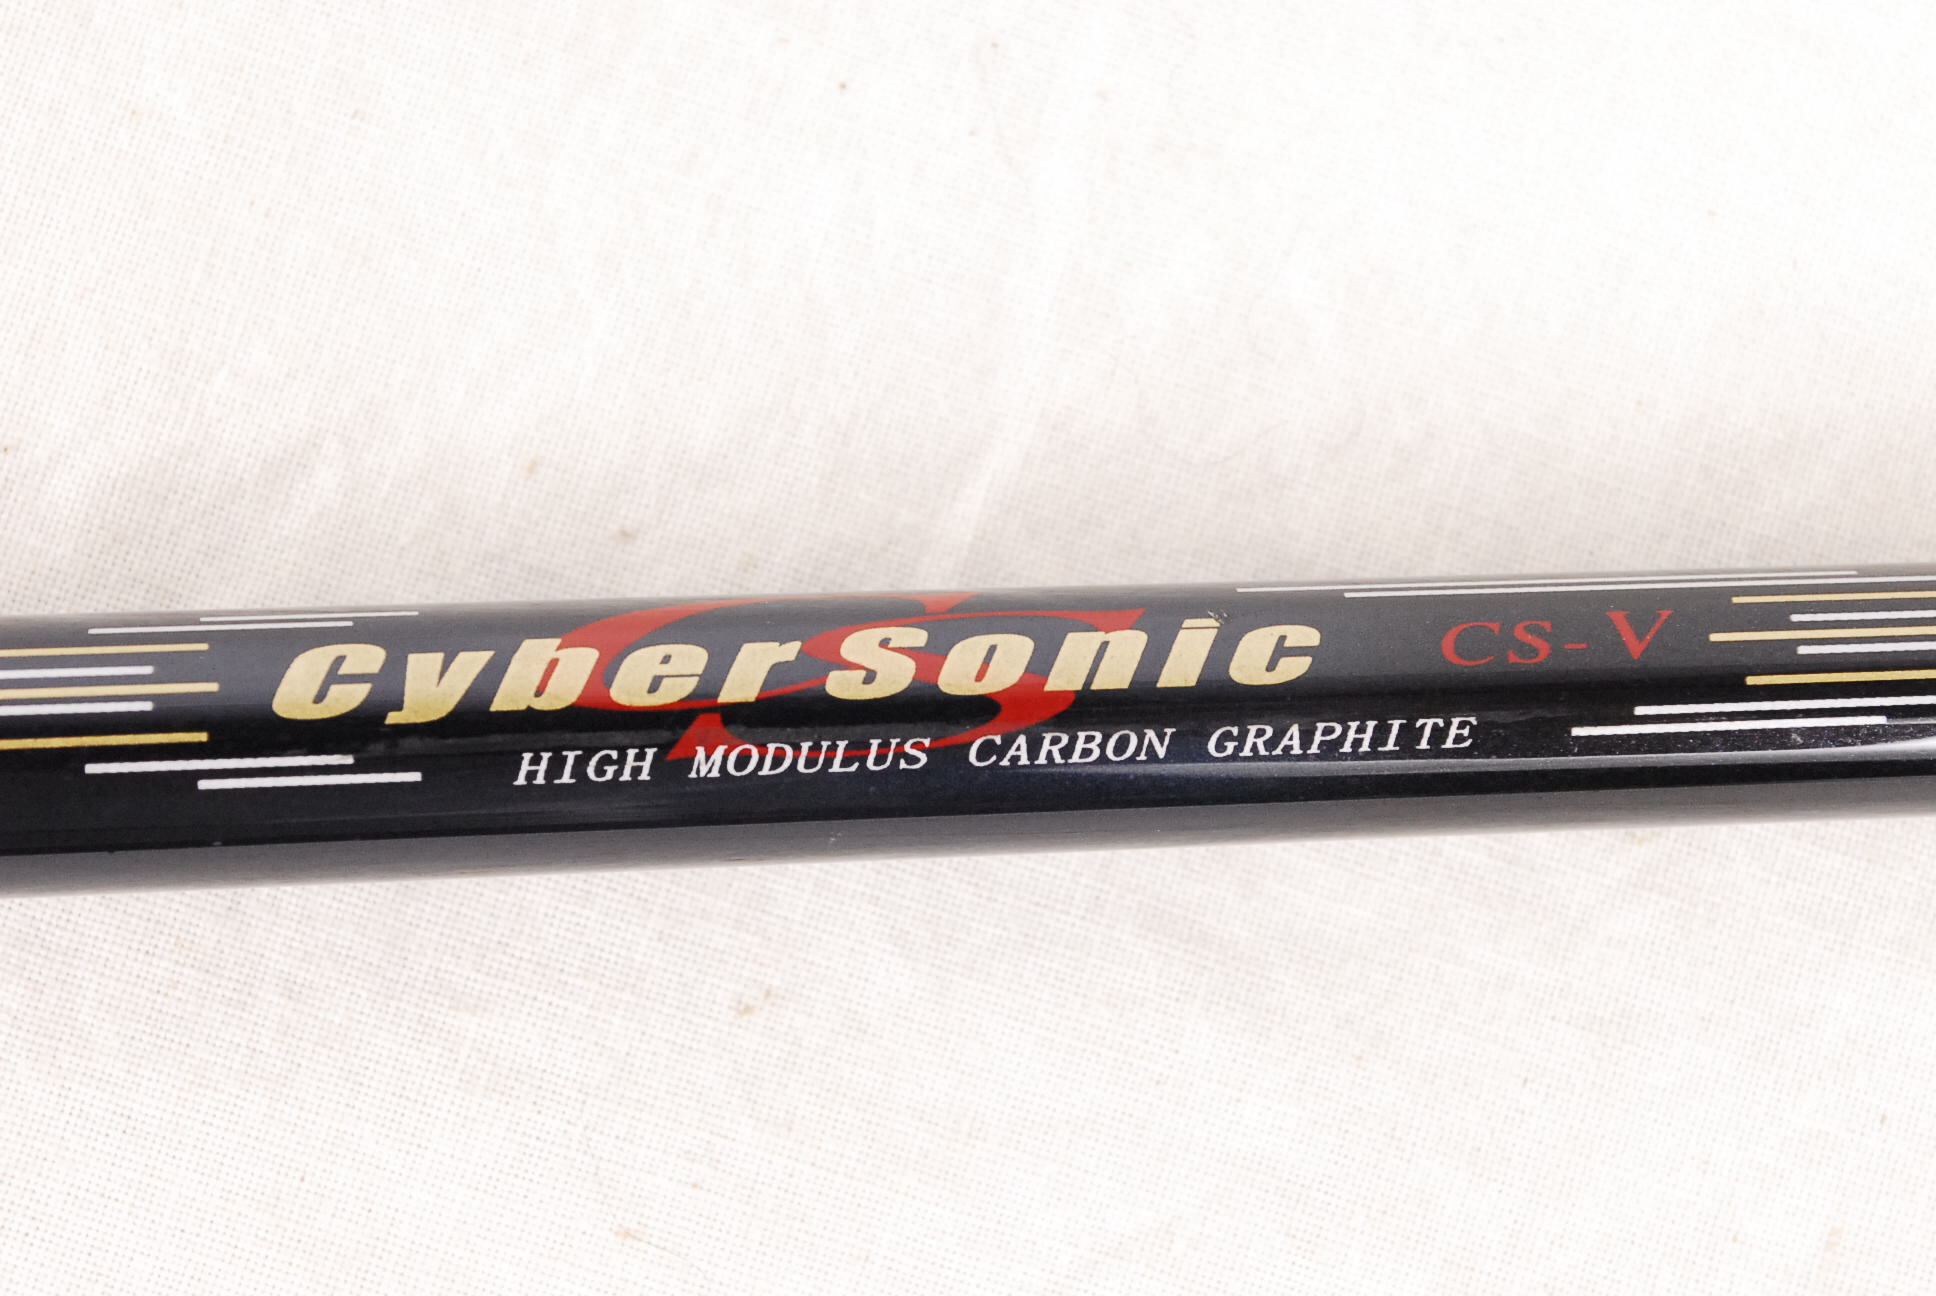 CyberSonic CS-V
HIGH MODULUS CARBON GRAPHITE